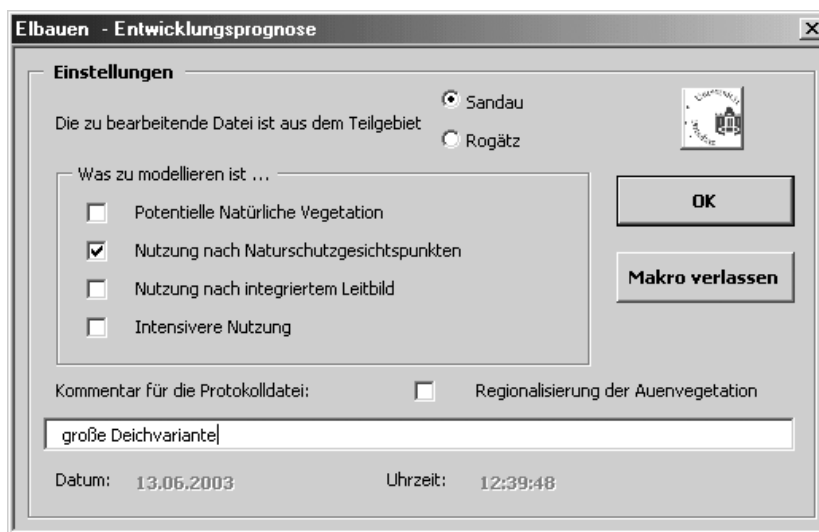 Elbauen - Entwicklungsprognose
Einstellungen
Die zu bearbeitende Datei ist aus dem Teilgebiet
Sandau
Rogätz
Was zu modellieren ist ...
Potentielle Natürliche Vegetation
Nutzung nach Naturschutzgesichtspunkten
Nutzung nach integriertem Leitbild
Intensivere Nutzung
OK
Makro verlassen
Kommentar für die Protokolldatei:
Regionalisierung der Auenvegetation
große Deichvariante
Datum: 13.06.2003 Uhrzeit: 12:39:48